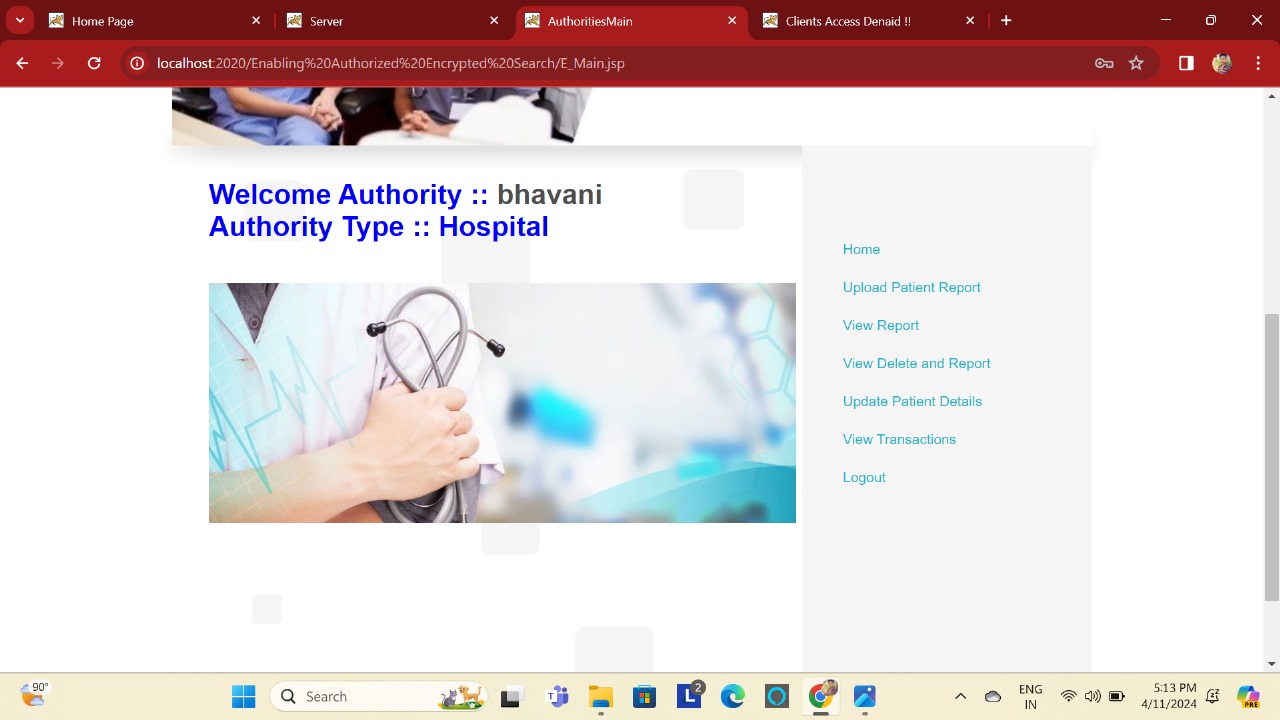 Home Page
Server
AuthoritiesMain
Clients Access Denaid !!
localhost:2020/Enabling%20Authorized%20Encrypted%20Search/E_Main.jsp
Welcome Authority :: bhavani
Authority Type :: Hospital
Home
Upload Patient Report
View Report
View Delete and Report
Update Patient Details
View Transactions
Logout
90°
Search
L
2
ENG
IN
5:13 PM
4/11/2024
PRE